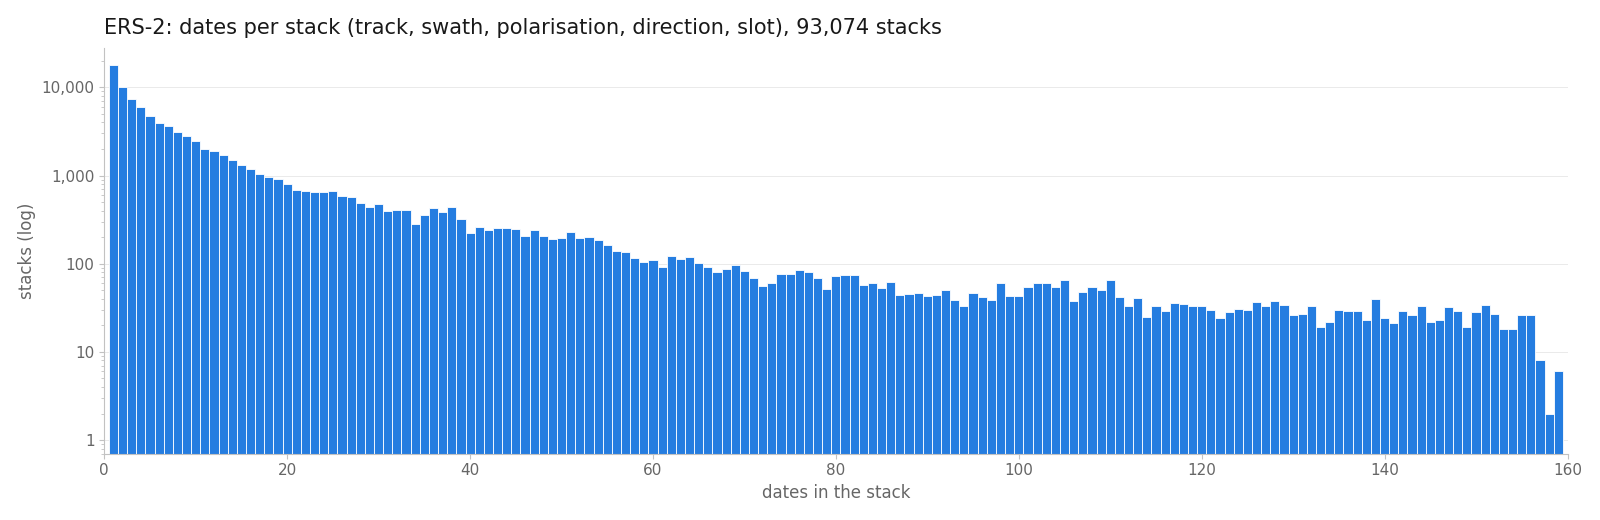 ERS-2: dates per stack (track, swath, polarisation, direction, slot), 93,074 stacks
stacks (log)
10,000
1,000
100
10
1
0 20 40 60 80 100 120 140 160
dates in the stack